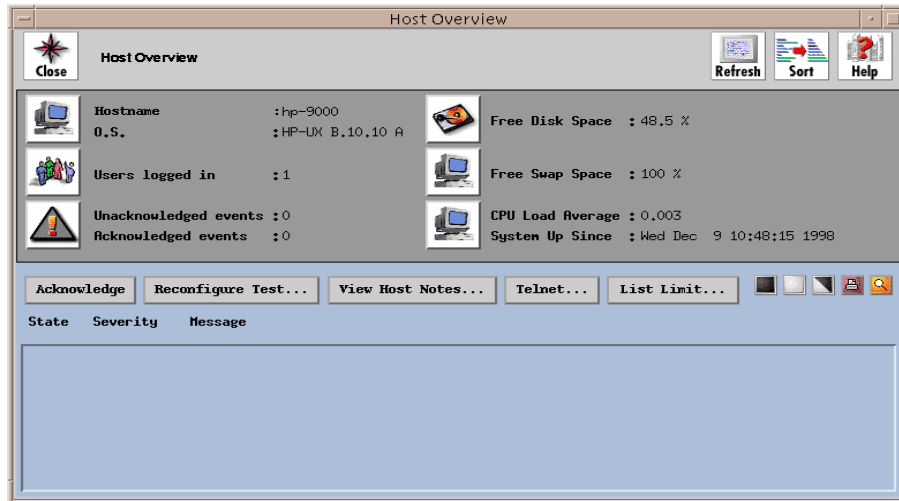 Host Overview
Close
Host Overview
Refresh
Sort
Help
Hostname :hp-9000
O.S. :HP-UX B.10.10 A
Free Disk Space : 48.5 %
Users logged in :1
Free Swap Space : 100 %
Unacknowledged events :0
Acknowledged events :0
CPU Load Average : 0.003
System Up Since : Wed Dec 9 10:48:15 1998
Acknowledge
Reconfigure Test...
View Host Notes...
Telnet...
List Limit...
State Severity Message